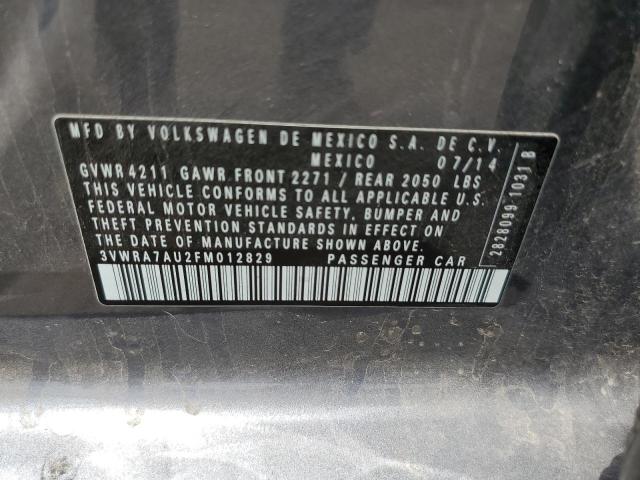 MFD BY VOLKSWAGEN DE MEXICO S.A. DE C.V.
MEXICO 07/14
GVWR 4211 GAWR FRONT 2271 / REAR 2050 LBS
THIS VEHICLE CONFORMS TO ALL APPLICABLE U.S.
FEDERAL MOTOR VEHICLE SAFETY, BUMPER AND
THEFT PREVENTION STANDARDS IN EFFECT ON
THE DATE OF MANUFACTURE SHOWN ABOVE.
3VWRA7AU2FM012829 PASSENGER CAR
2828099 1031 B